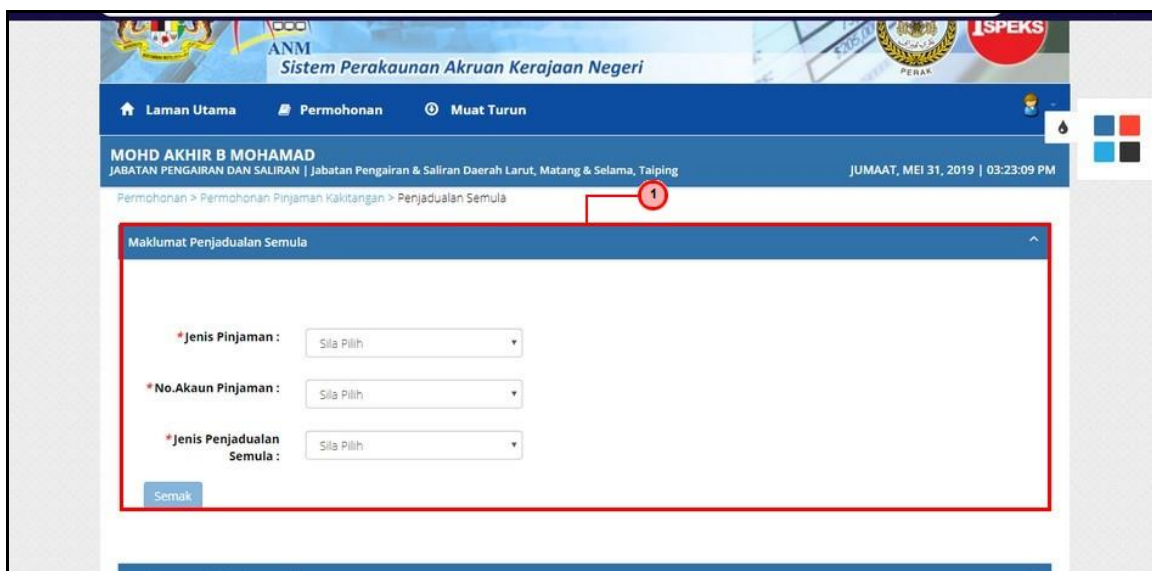 ANM
Sistem Perakaunan Akruan Kerajaan Negeri
$205,00
PERAK
ISPEKS
Laman Utama Permohonan Muat Turun
MOHD AKHIR B MOHAMAD
JABATAN PENGAIRAN DAN SALIRAN | Jabatan Pengairan & Saliran Daerah Larut, Matang & Selama, Taiping
JUMAAT, MEI 31, 2019 | 03:23:09 PM
Permohonan > Permohonan Pinjaman Kakitangan > Penjadualan Semula
1
Maklumat Penjadualan Semula
*Jenis Pinjaman : Sila Pilih
*No.Akaun Pinjaman : Sila Pilih
*Jenis Penjadualan
Semula : Sila Pilih
Semak